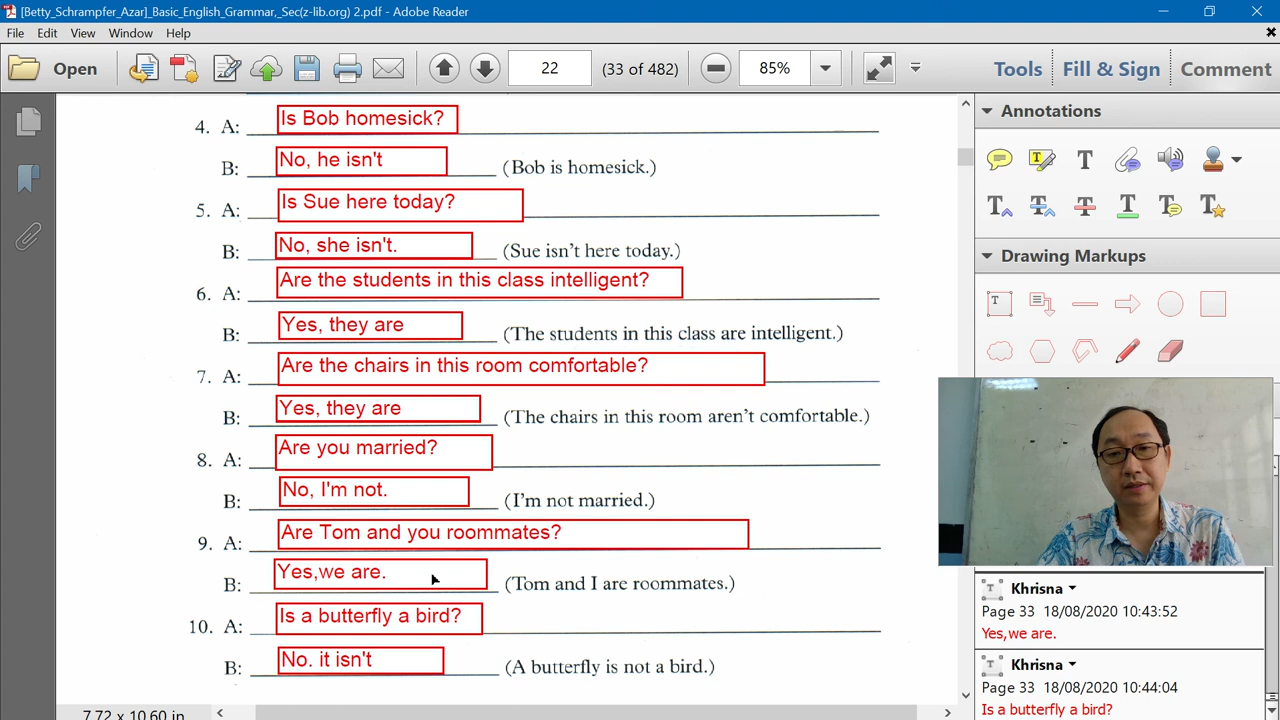 [Betty_Schrampfer_Azar]_Basic_English_Grammar,_Sec(z-lib.org) 2.pdf - Adobe Reader
File Edit View Window Help
Open 22 (33 of 482) 85% Tools Fill & Sign Comment
4. A: Is Bob homesick?
B: No, he isn't (Bob is homesick.)
5. A: Is Sue here today?
B: No, she isn't. (Sue isn't here today.)
6. A: Are the students in this class intelligent?
B: Yes, they are (The students in this class are intelligent.)
7. A: Are the chairs in this room comfortable?
B: Yes, they are (The chairs in this room aren't comfortable.)
8. A: Are you married?
B: No, I'm not. (I'm not married.)
9. A: Are Tom and you roommates?
B: Yes,we are. (Tom and I are roommates.)
10. A: Is a butterfly a bird?
B: No. it isn't (A butterfly is not a bird.)
7.72 x 10.60 in
Annotations
T
T T T T T T
Drawing Markups
T
T Khrisna
Page 33 18/08/2020 10:43:52
Yes,we are.
T Khrisna
Page 33 18/08/2020 10:44:04
Is a butterfly a bird?